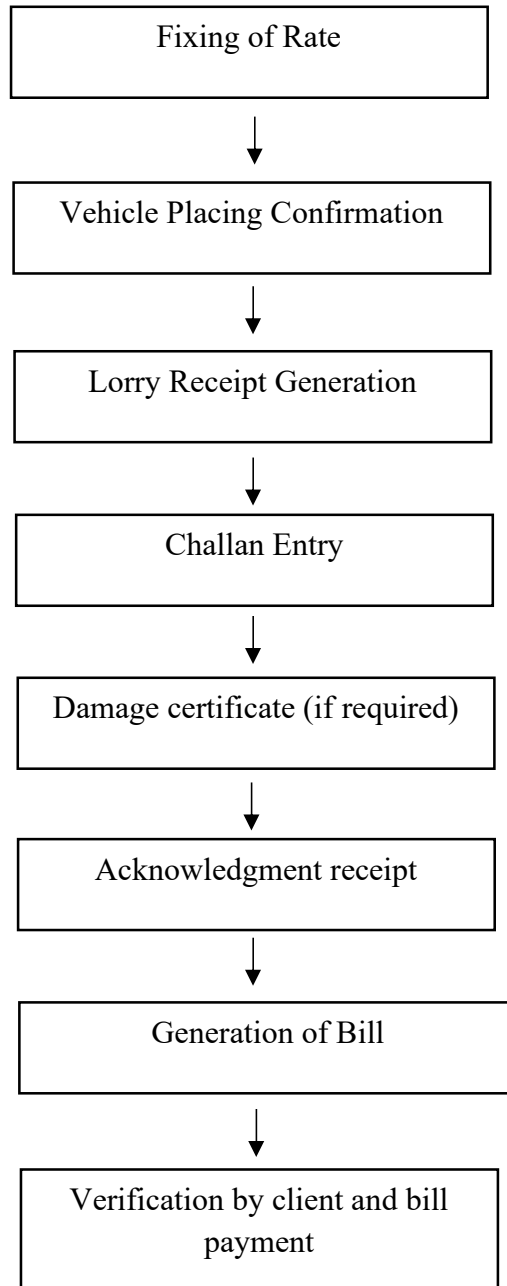 Fixing of Rate
Vehicle Placing Confirmation
Lorry Receipt Generation
Challan Entry
Damage certificate (if required)
Acknowledgment receipt
Generation of Bill
Verification by client and bill
payment